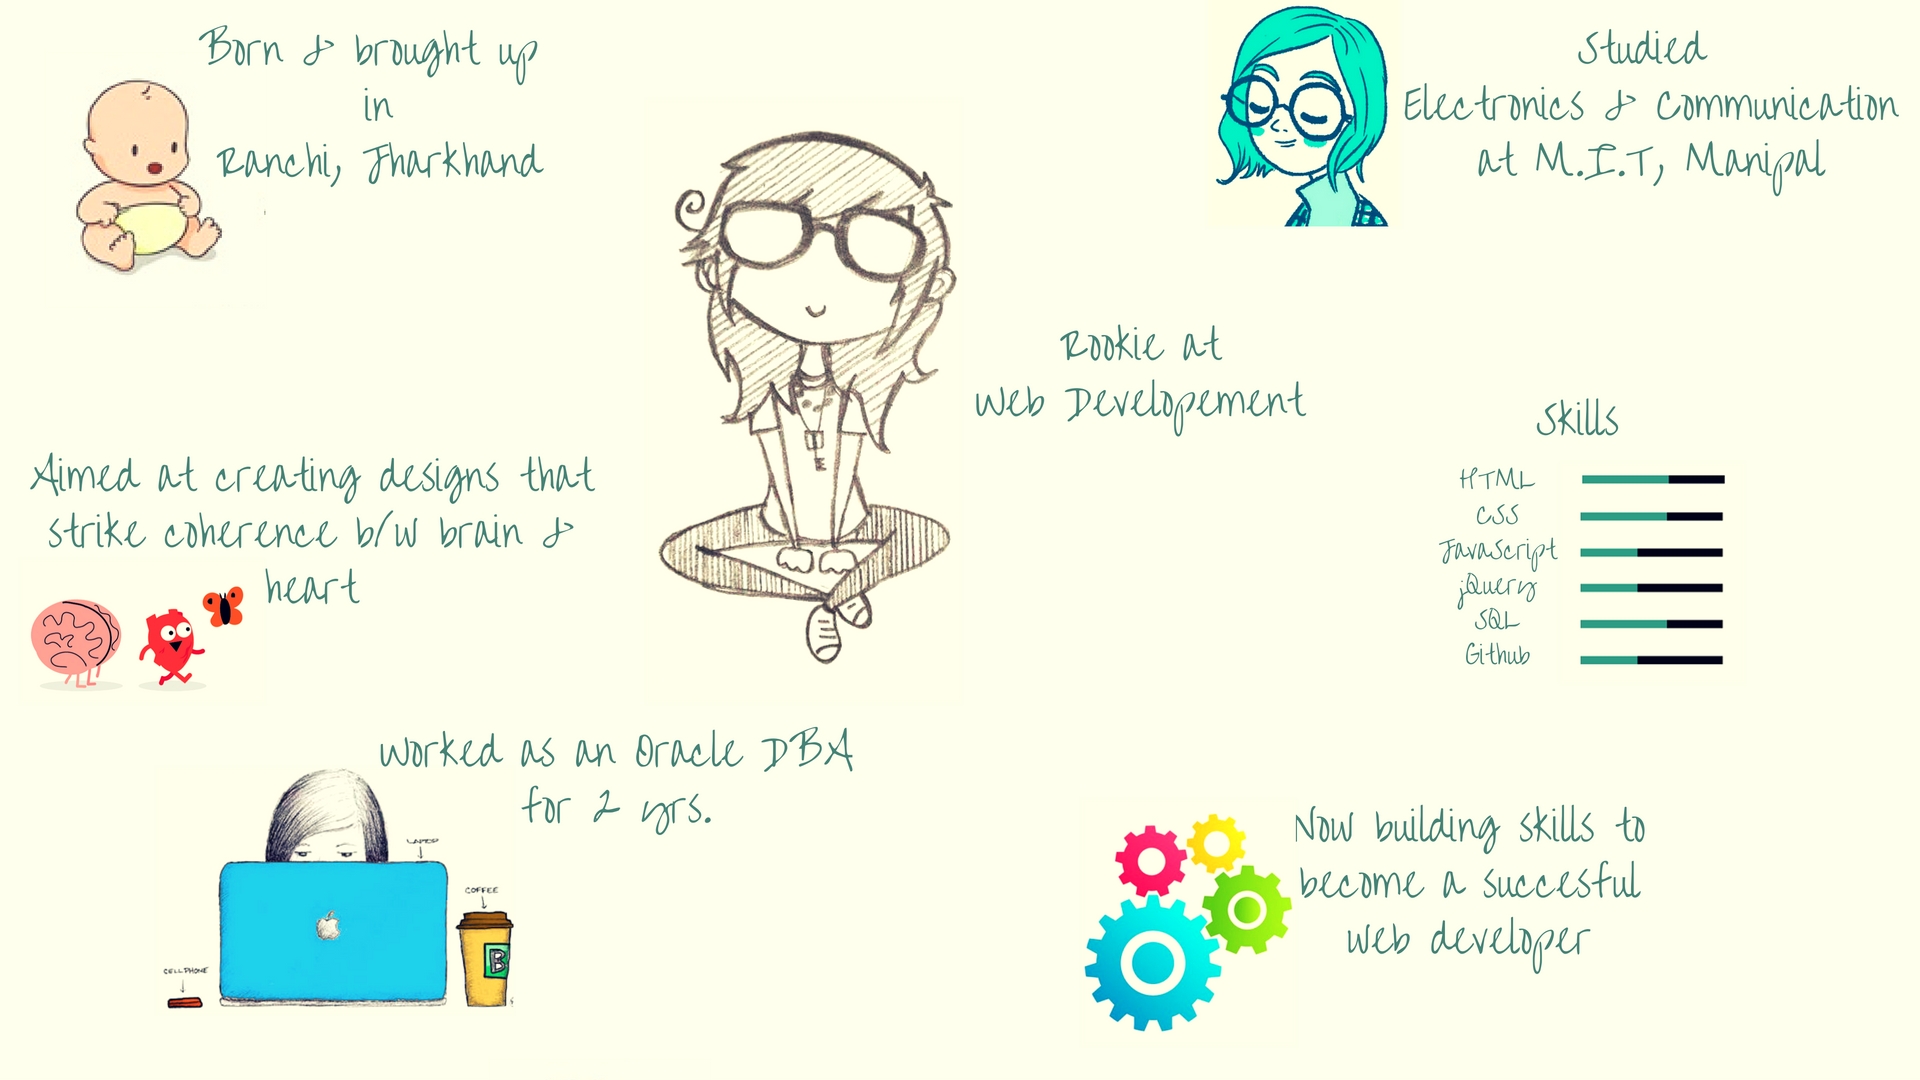 Born & brought up
in
Ranchi, Jharkhand
Studied
Electronics & Communication
at M.I.T, Manipal
Rookie at
Web Developement
Skills
HTML
CSS
JavaScript
jQuery
SQL
Github
Aimed at creating designs that
strike coherence b/w brain &
heart
Worked as an Oracle DBA
for 2 yrs.
LAPTOP
COFFEE
B
CELLPHONE
Now building skills to
become a succesful
web developer